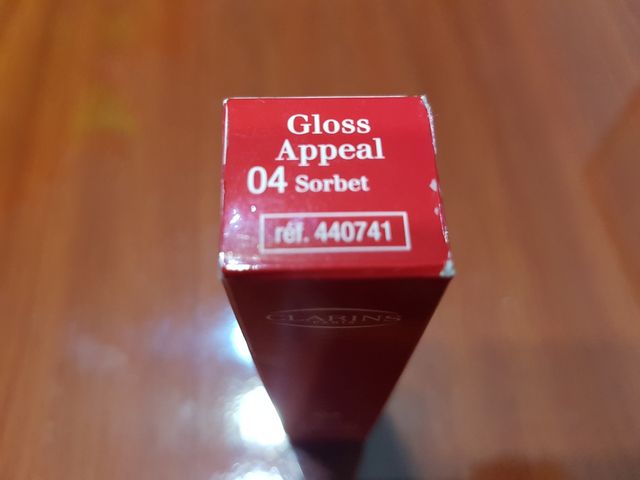 Gloss
Appeal
04 Sorbet
réf. 440741
CLARINS